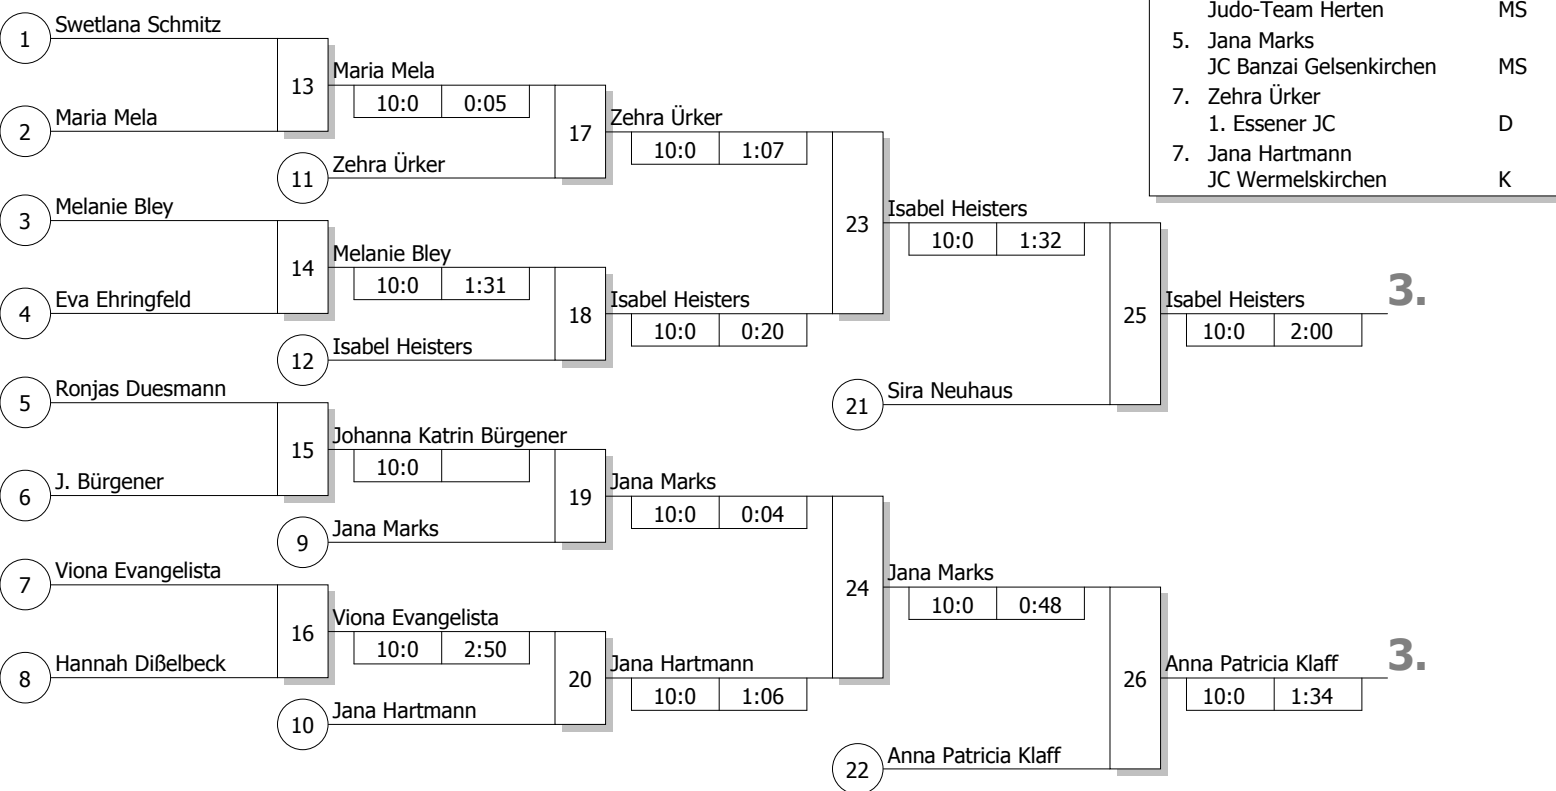 Judo-Team Herten MS
5. Jana Marks
JC Banzai Gelsenkirchen MS
7. Zehra Ürker
1. Essener JC D
7. Jana Hartmann
JC Wermelskirchen K
1 Swetlana Schmitz
13
Maria Mela
10:0 0:05
2 Maria Mela
17
Zehra Ürker
10:0 1:07
11 Zehra Ürker
3 Melanie Bley
23
Isabel Heisters
10:0 1:32
14
Melanie Bley
10:0 1:31
4 Eva Ehringfeld
18
Isabel Heisters
10:0 0:20
12 Isabel Heisters
25
Isabel Heisters 3.
10:0 2:00
21 Sira Neuhaus
5 Ronjas Duesmann
15
Johanna Katrin Bürgener
10:0
6 J. Bürgener
19
Jana Marks
10:0 0:04
9 Jana Marks
7 Viona Evangelista
24
Jana Marks
10:0 0:48
16
Viona Evangelista
10:0 2:50
8 Hannah Dißelbeck
20
Jana Hartmann
10:0 1:06
10 Jana Hartmann
26
Anna Patricia Klaff 3.
10:0 1:34
22 Anna Patricia Klaff